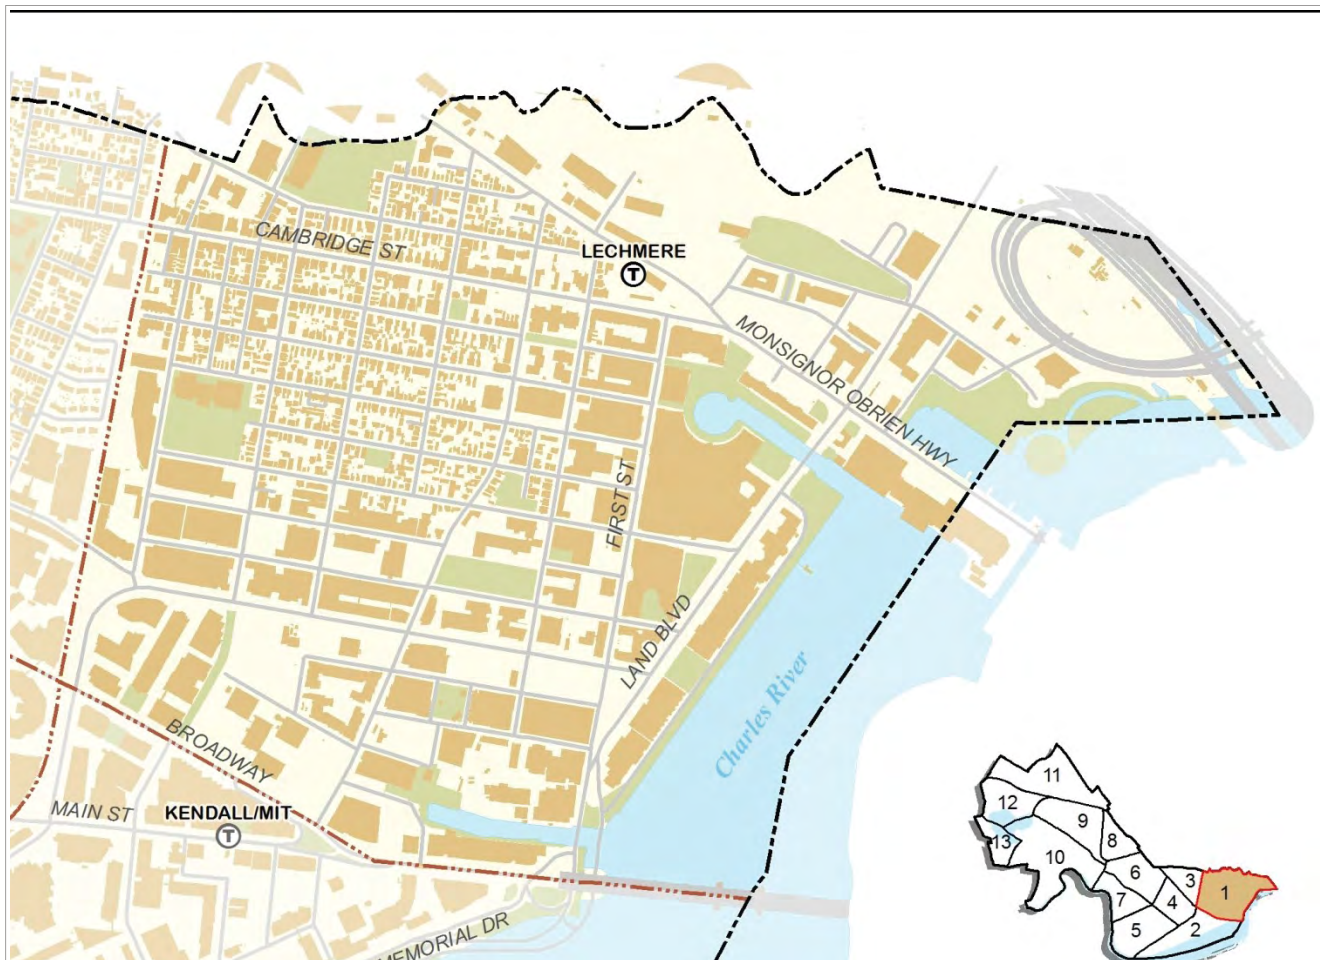 CAMBRIDGE ST
LECHMERE
T
MONSIGNOR OBRIEN HWY
FIRST ST
LAND BLVD
Charles River
BROADWAY
MAIN ST
KENDALL/MIT
T
MEMORIAL DR
11
12
9
13
8
10
6
3
1
7
4
5
2